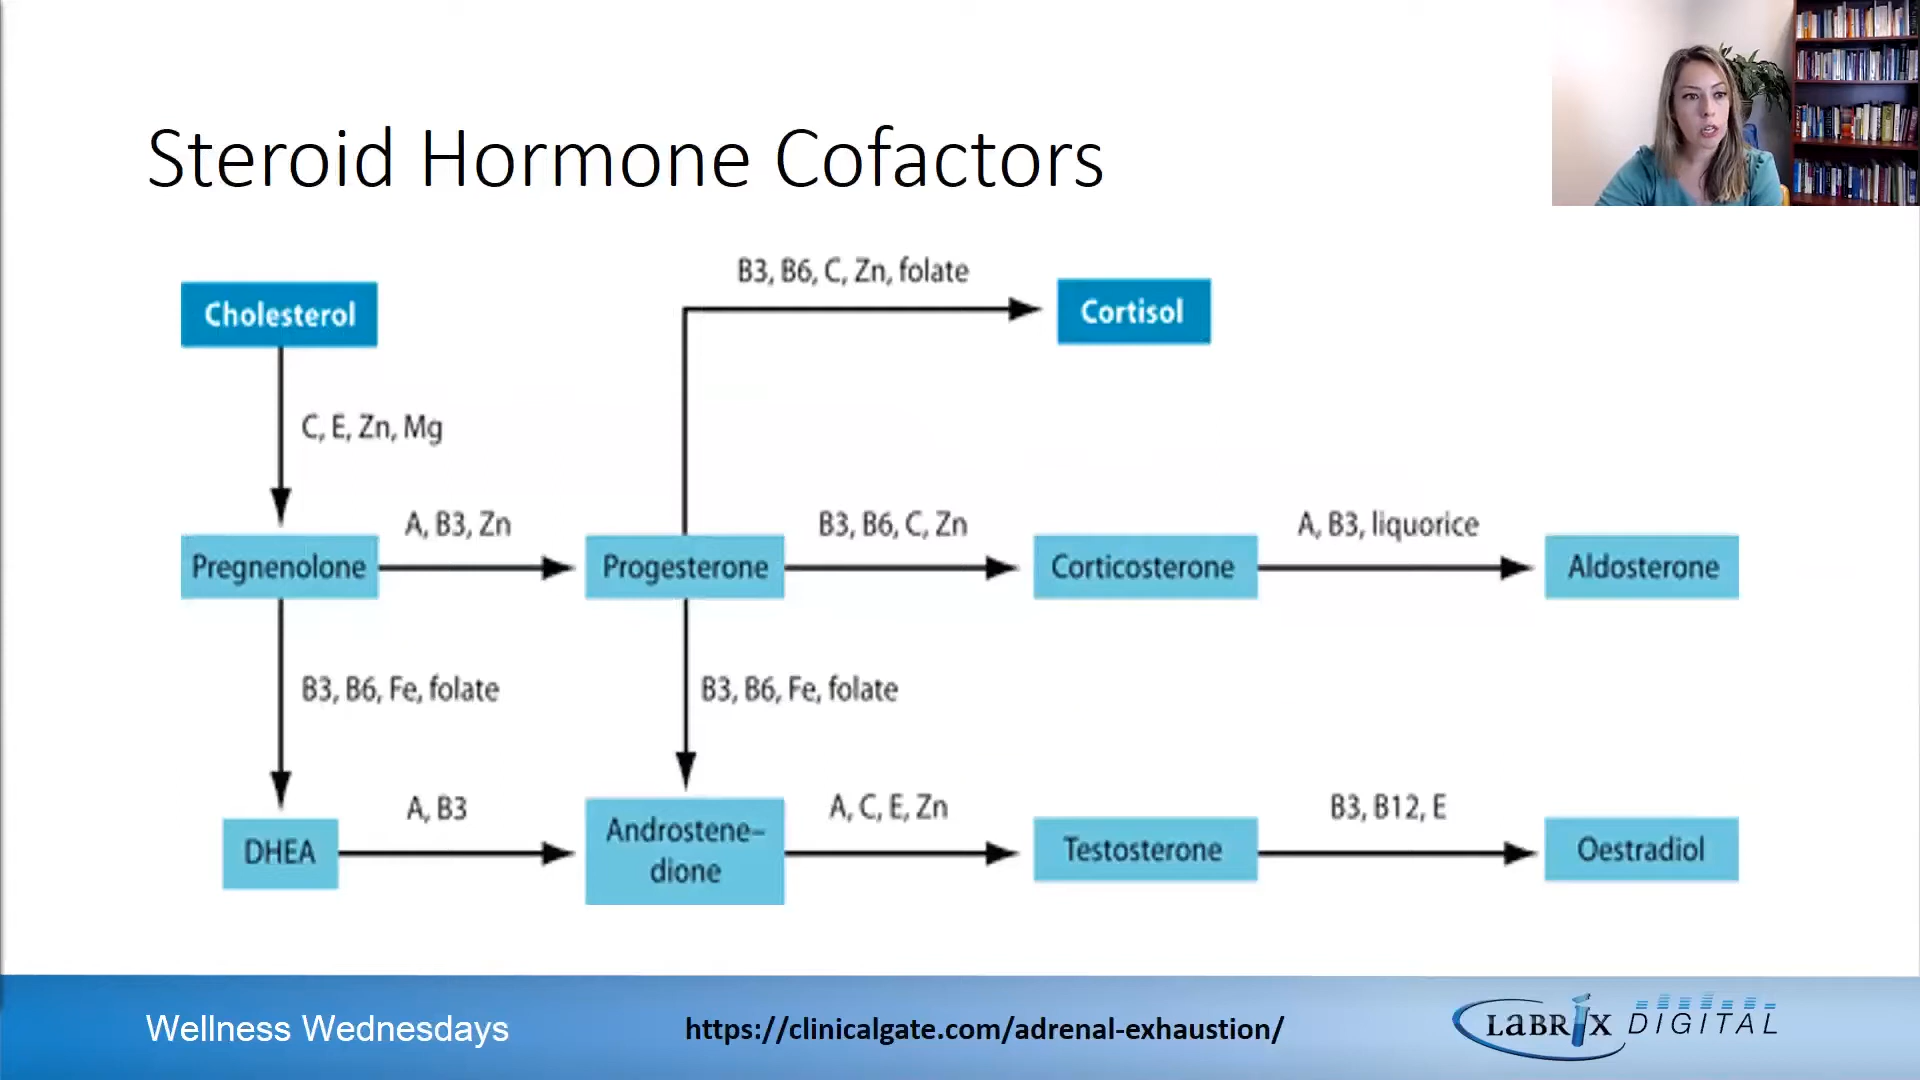 Steroid Hormone Cofactors
B3, B6, C, Zn, folate
Cholesterol
Cortisol
C, E, Zn, Mg
A, B3, Zn
B3, B6, C, Zn
A, B3, liquorice
Pregnenolone
Progesterone
Corticosterone
Aldosterone
B3, B6, Fe, folate
B3, B6, Fe, folate
A, B3
A, C, E, Zn
B3, B12, E
DHEA
Androstene–
dione
Testosterone
Oestradiol
Wellness Wednesdays
https://clinicalgate.com/adrenal-exhaustion/
LABRIX DIGITAL